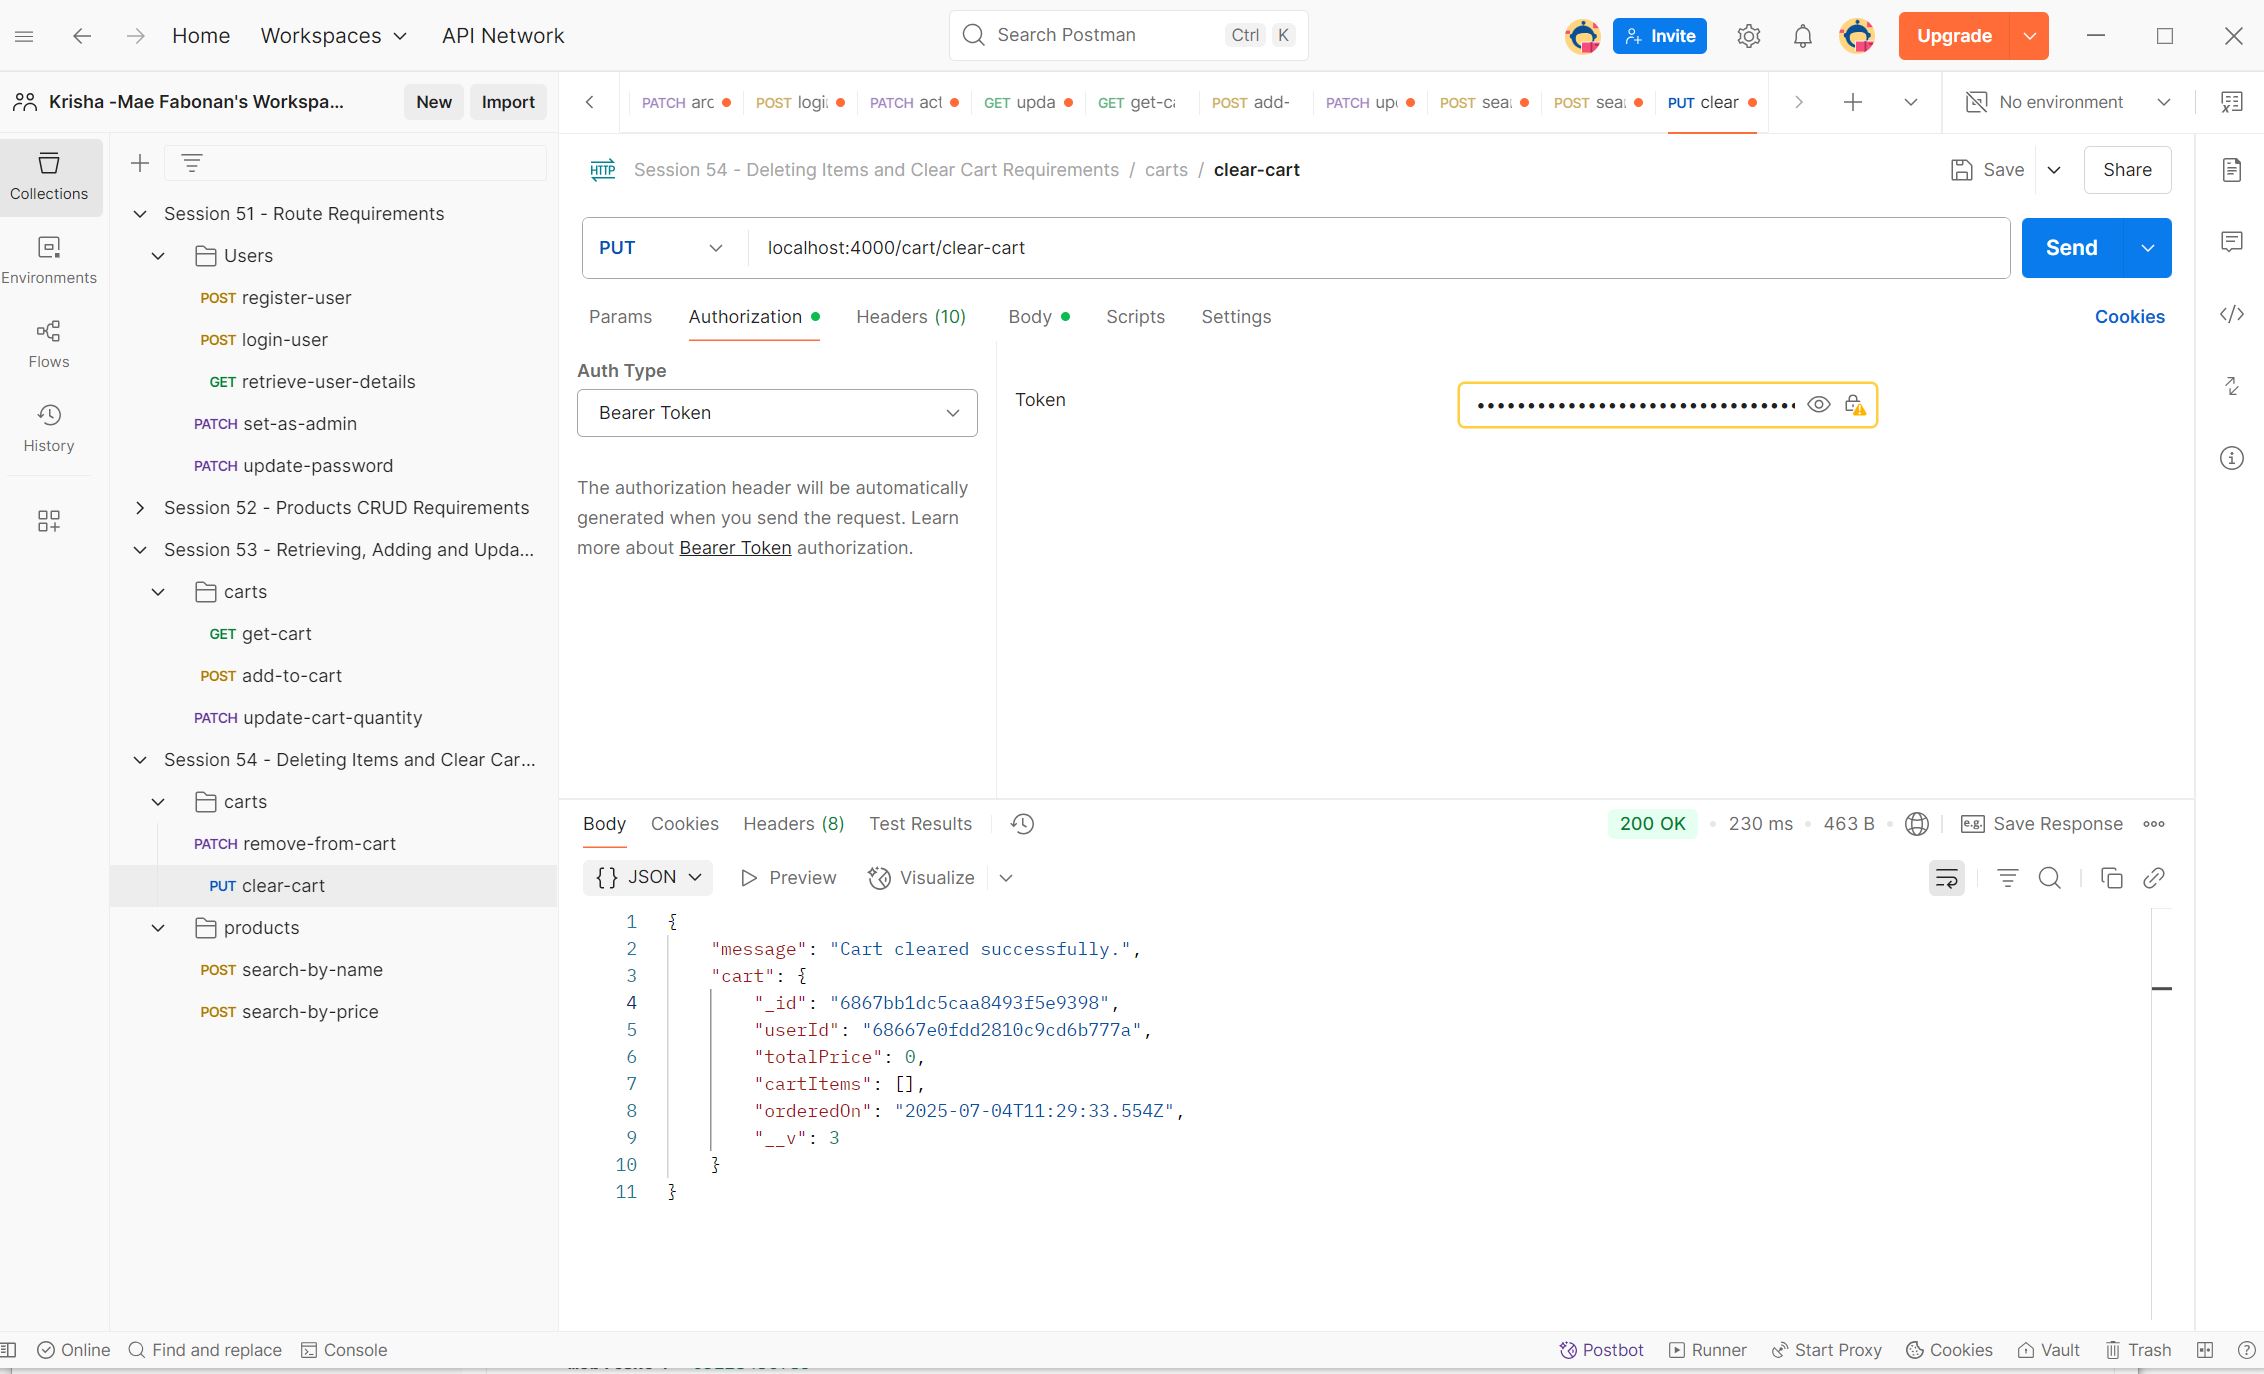 Home Workspaces API Network Search Postman Ctrl K Invite Upgrade
Krisha -Mae Fabonan's Workspa... New Import
PATCH arc POST logi PATCH act GET upda GET get-ca POST add- PATCH up POST sea POST sea PUT clear No environment
Collections
Environments
Flows
History
Session 51 - Route Requirements
Users
POST register-user
POST login-user
GET retrieve-user-details
PATCH set-as-admin
PATCH update-password
Session 52 - Products CRUD Requirements
Session 53 - Retrieving, Adding and Upda...
carts
GET get-cart
POST add-to-cart
PATCH update-cart-quantity
Session 54 - Deleting Items and Clear Car...
carts
PATCH remove-from-cart
PUT clear-cart
products
POST search-by-name
POST search-by-price
HTTP Session 54 - Deleting Items and Clear Cart Requirements / carts / clear-cart Save Share
PUT localhost:4000/cart/clear-cart Send
Params Authorization Headers (10) Body Scripts Settings Cookies
Auth Type
Bearer Token
Token ••••••••••••••••••••••••••••••••
The authorization header will be automatically
generated when you send the request. Learn
more about Bearer Token authorization.
Body Cookies Headers (8) Test Results 200 OK • 230 ms • 463 B • e.g. Save Response
{} JSON Preview Visualize
1 {
2 "message": "Cart cleared successfully.",
3 "cart": {
4 "_id": "6867bb1dc5caa8493f5e9398",
5 "userId": "68667e0fdd2810c9cd6b777a",
6 "totalPrice": 0,
7 "cartItems": [],
8 "orderedOn": "2025-07-04T11:29:33.554Z",
9 "__v": 3
10 }
11 }
Online Find and replace Console Postbot Runner Start Proxy Cookies Vault Trash